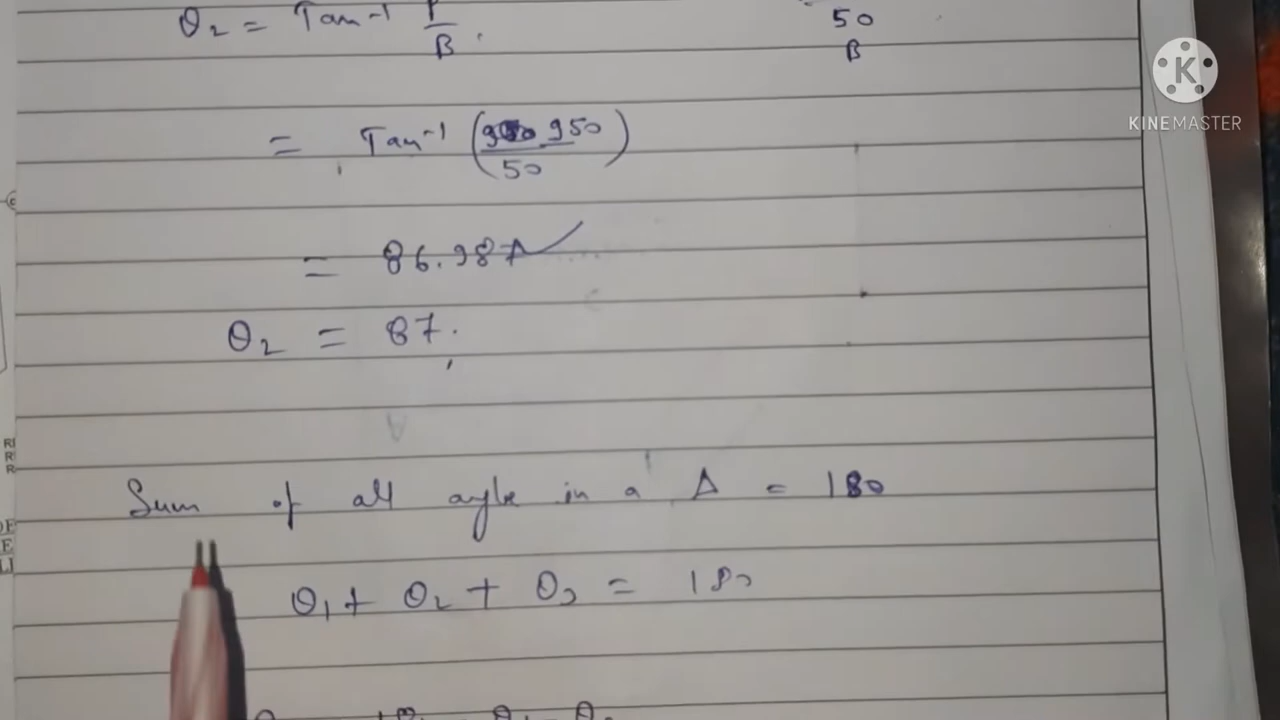 θ₂ = Tan⁻¹ P/B.
50
B
K
KINEMASTER
= Tan⁻¹ (950/50)
= 86.987
θ₂ = 87.
Sum of all angle in a Δ = 180
θ₁ + θ₂ + θ₃ = 180